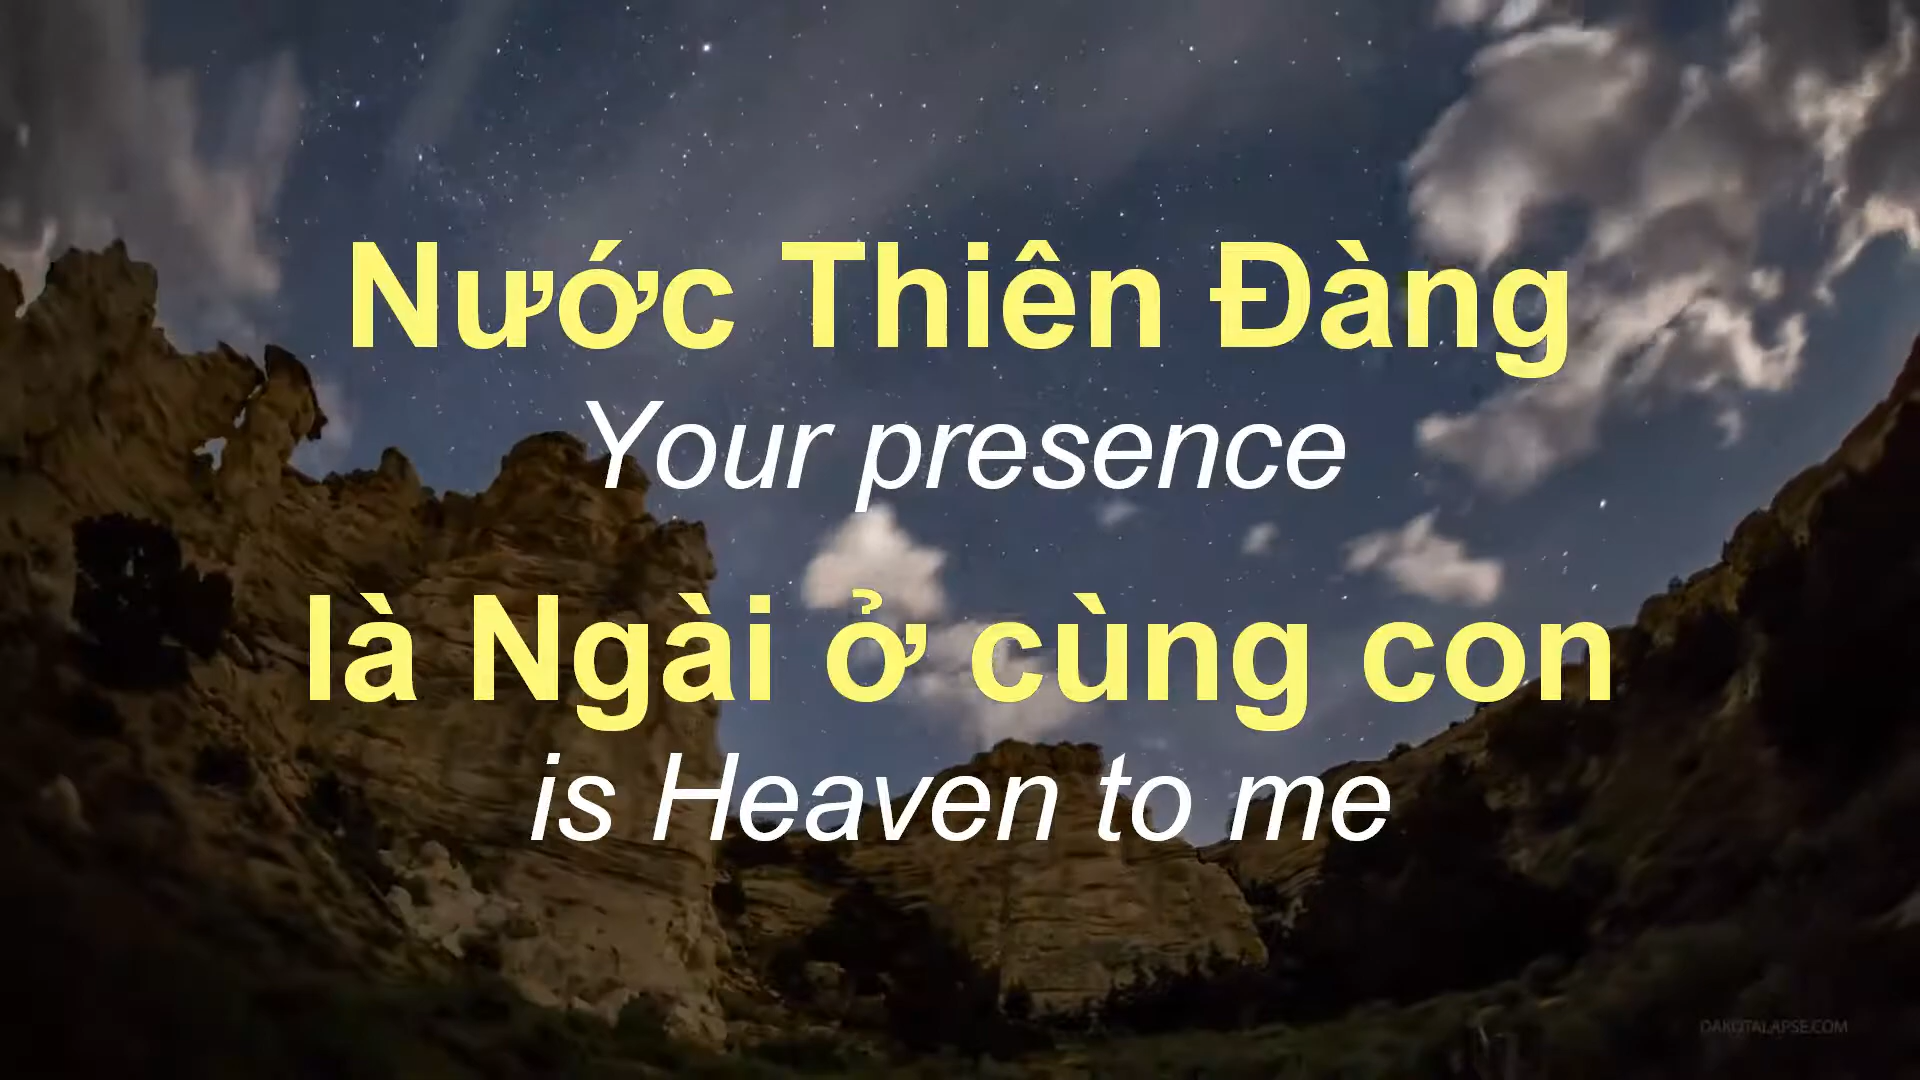 Nước Thiên Đàng
Your presence
là Ngài ở cùng con
is Heaven to me
DAKOTALAPSE.COM